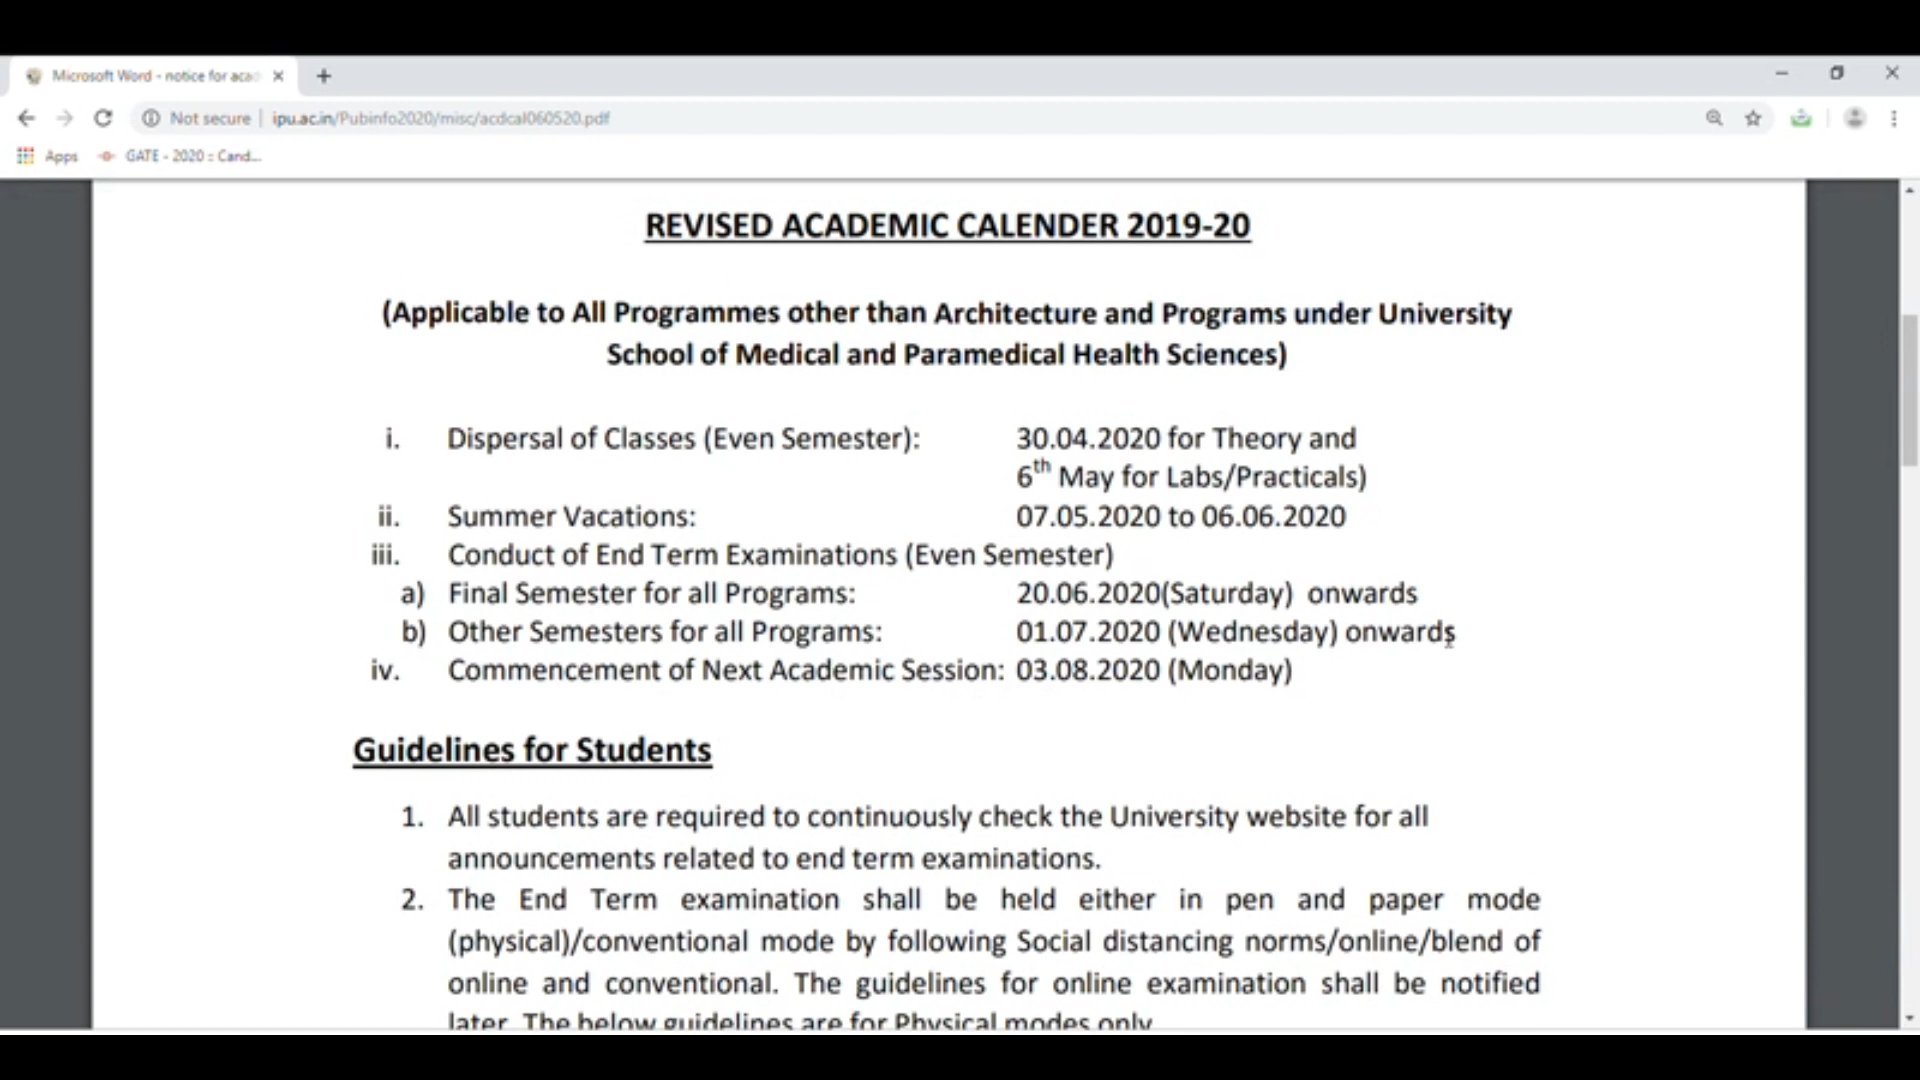 Microsoft Word - notice for acad
Not secure | ipu.ac.in/Pubinfo2020/misc/acdcal060520.pdf
Apps GATE - 2020 :: Cand...
REVISED ACADEMIC CALENDER 2019-20
(Applicable to All Programmes other than Architecture and Programs under University
School of Medical and Paramedical Health Sciences)
i. Dispersal of Classes (Even Semester): 30.04.2020 for Theory and
6th May for Labs/Practicals)
ii. Summer Vacations: 07.05.2020 to 06.06.2020
iii. Conduct of End Term Examinations (Even Semester)
a) Final Semester for all Programs: 20.06.2020(Saturday) onwards
b) Other Semesters for all Programs: 01.07.2020 (Wednesday) onwards
iv. Commencement of Next Academic Session: 03.08.2020 (Monday)
Guidelines for Students
1. All students are required to continuously check the University website for all
announcements related to end term examinations.
2. The End Term examination shall be held either in pen and paper mode
(physical)/conventional mode by following Social distancing norms/online/blend of
online and conventional. The guidelines for online examination shall be notified
later. The below guidelines are for Physical modes only